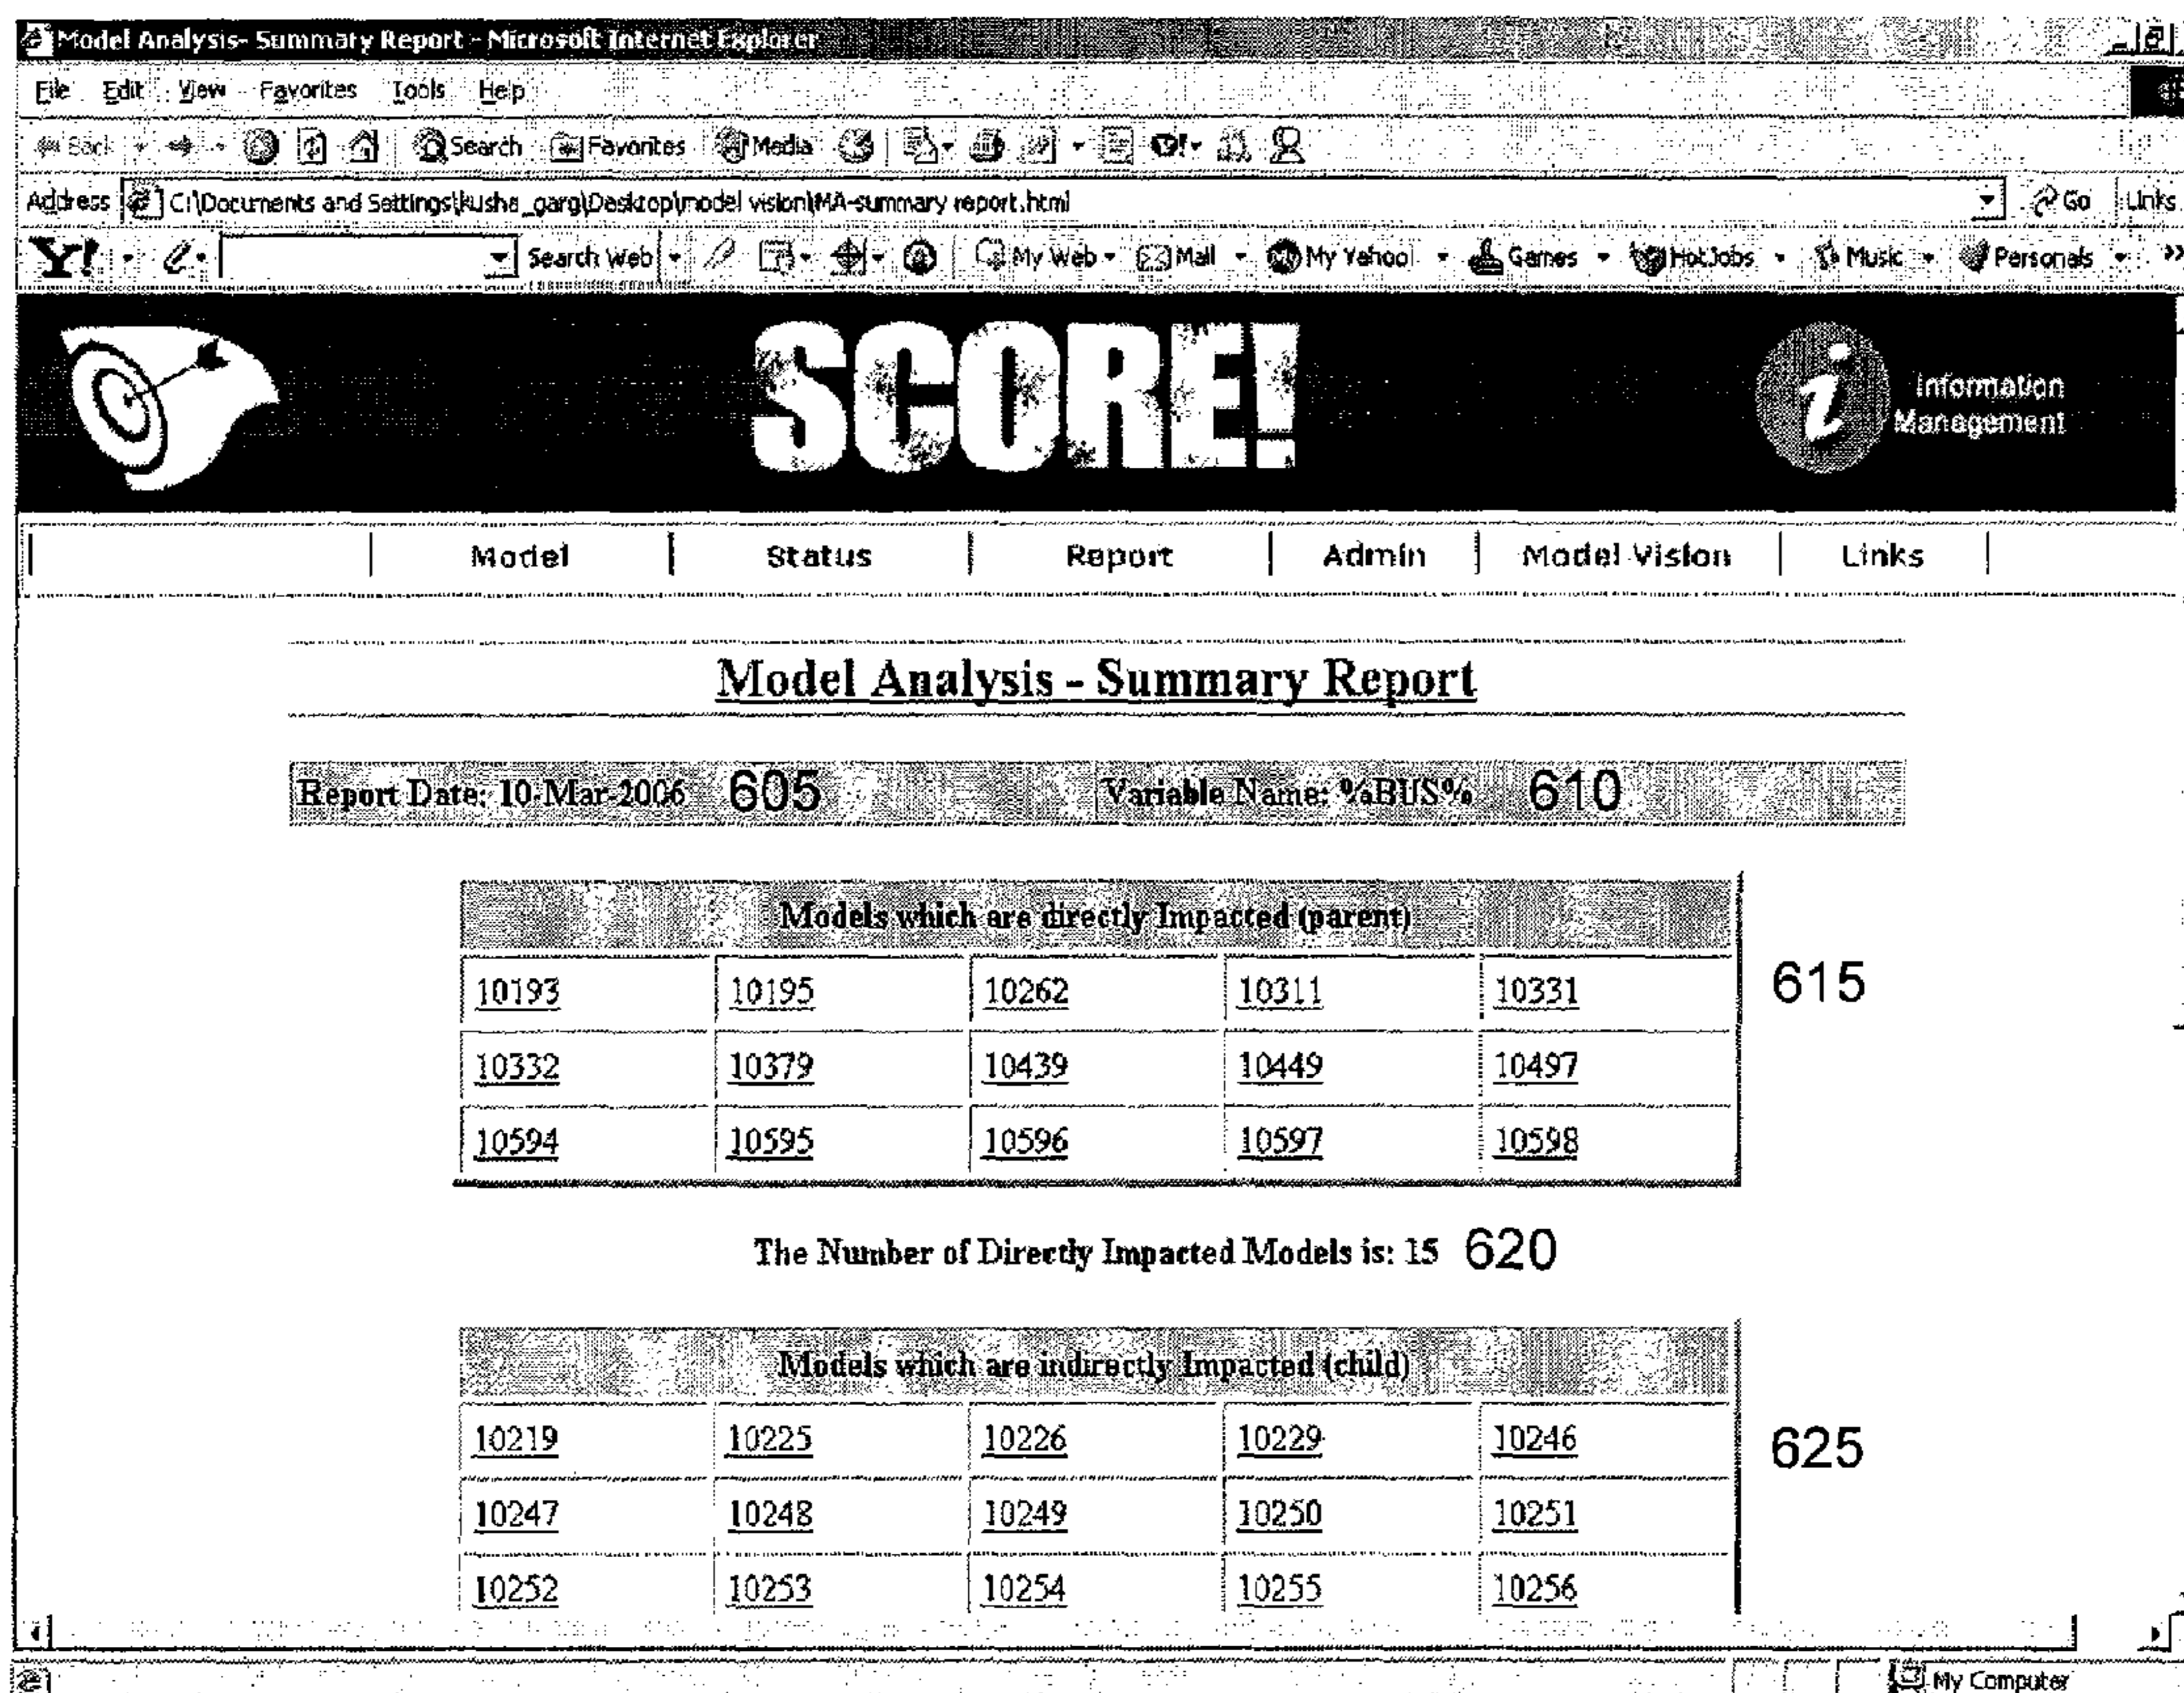 Model Analysis- Summary Report - Microsoft Internet Explorer
File Edit View Favorites Tools Help
Back Search Favorites Media
Address C:\Documents and Settings\kusha_garg\Desktop\model vision\MA-summary report.html Go Links
Y! Search Web My Web Mail My Yahoo! Games HotJobs Music Personals »
SCORE!
i Information Management
Model Status Report Admin Model Vision Links
Model Analysis - Summary Report
Report Date: 10-Mar-2006 605 Variable Name: %BUS% 610
Models which are directly Impacted (parent)
10193 10195 10262 10311 10331
615
10332 10379 10439 10449 10497
10594 10595 10596 10597 10598
The Number of Directly Impacted Models is: 15 620
Models which are indirectly Impacted (child)
10219 10225 10226 10229 10246
625
10247 10248 10249 10250 10251
10252 10253 10254 10255 10256
My Computer